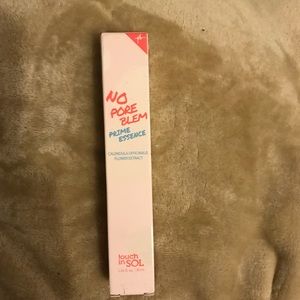 NO
PORE
BLEM
PRIME
ESSENCE
CALENDULA OFFICINALIS
FLOWER EXTRACT
touch
in
SOL